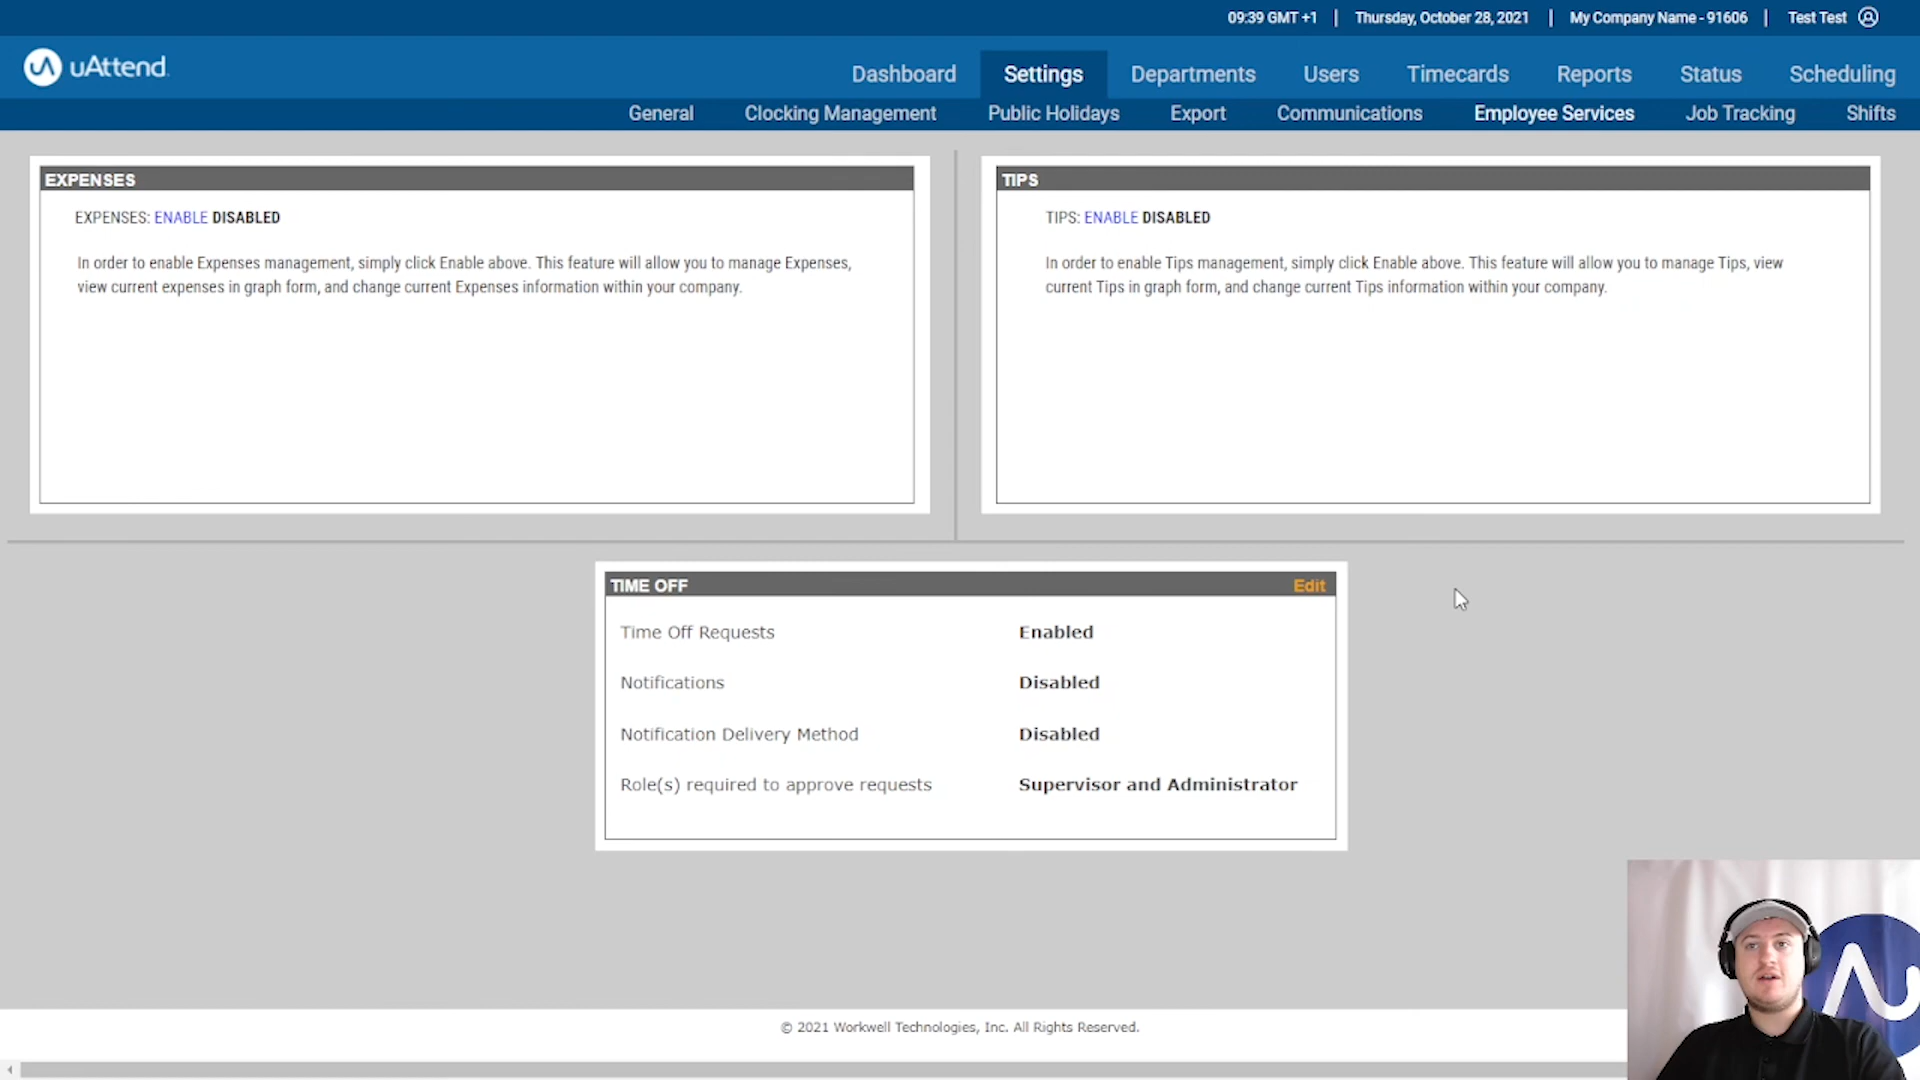 09:39 GMT +1 | Thursday, October 28, 2021 | My Company Name - 91606 | Test Test
uAttend
Dashboard Settings Departments Users Timecards Reports Status Scheduling
General Clocking Management Public Holidays Export Communications Employee Services Job Tracking Shifts
EXPENSES
EXPENSES: ENABLE DISABLED
In order to enable Expenses management, simply click Enable above. This feature will allow you to manage Expenses,
view current expenses in graph form, and change current Expenses information within your company.
TIPS
TIPS: ENABLE DISABLED
In order to enable Tips management, simply click Enable above. This feature will allow you to manage Tips, view
current Tips in graph form, and change current Tips information within your company.
TIME OFF Edit
Time Off Requests Enabled
Notifications Disabled
Notification Delivery Method Disabled
Role(s) required to approve requests Supervisor and Administrator
© 2021 Workwell Technologies, Inc. All Rights Reserved.